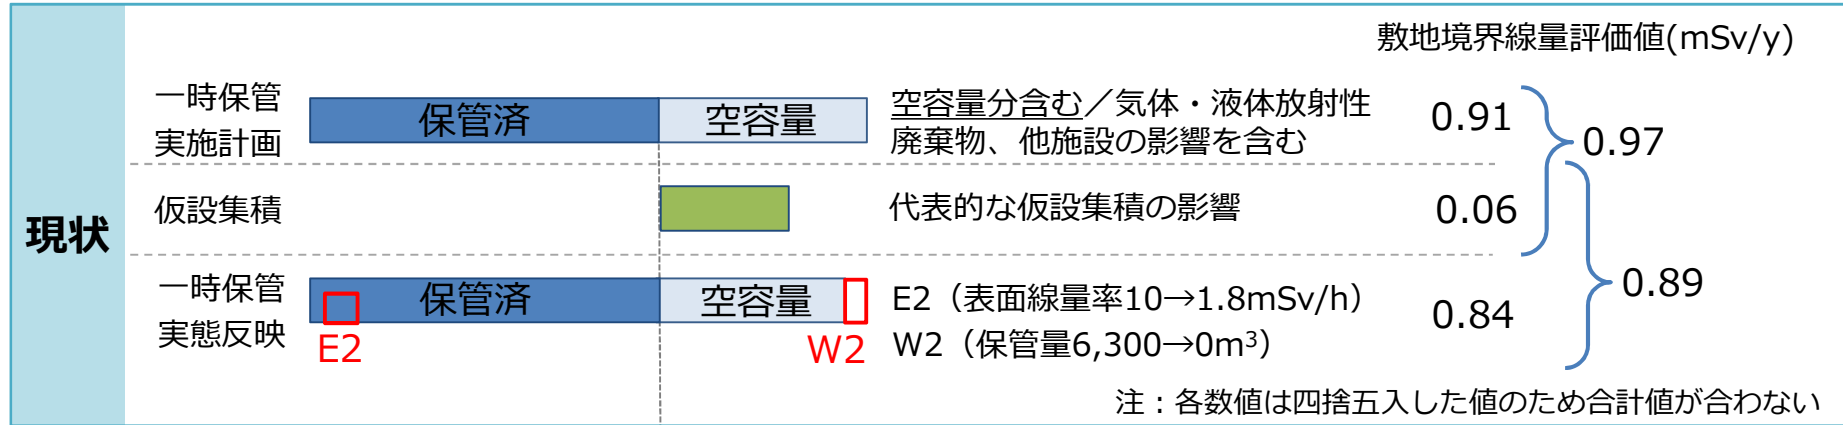 敷地境界線量評価値(mSv/y)
現状
一時保管
実施計画
保管済
空容量
空容量分含む／気体・液体放射性
廃棄物、他施設の影響を含む
0.91
0.97
仮設集積
代表的な仮設集積の影響
0.06
一時保管
実態反映
保管済
空容量
E2
W2
E2（表面線量率10→1.8mSv/h）
W2（保管量6,300→0m³）
0.84
0.89
注：各数値は四捨五入した値のため合計値が合わない